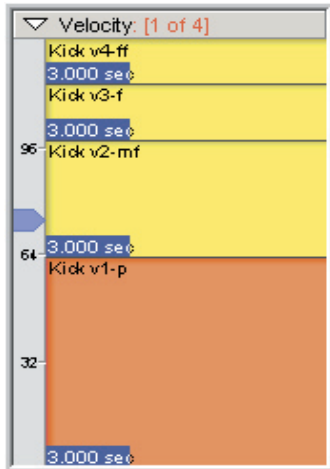 Velocity: [1 of 4]
Kick v4-ff
3.000 sec
Kick v3-f
3.000 sec
96
Kick v2-mf
3.000 sec
64
Kick v1-p
32
3.000 sec